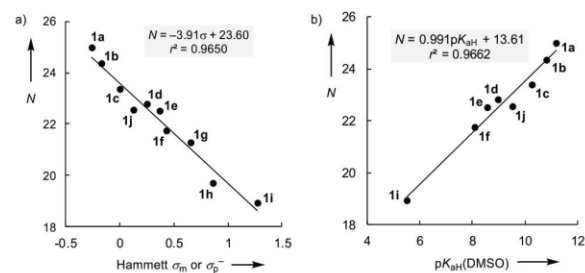 a)
N = –3.91σ + 23.60
r² = 0.9650
26
24
22
20
18
N
1a
1b
1c
1d
1e
1j
1f
1g
1h
1i
-0.5
0
0.5
1
1.5
Hammett σm or σp⁻
b)
N = 0.991pKaH + 13.61
r² = 0.9662
26
24
22
20
18
N
1a
1b
1c
1d
1e
1j
1f
1i
4
6
8
10
12
pKaH(DMSO)